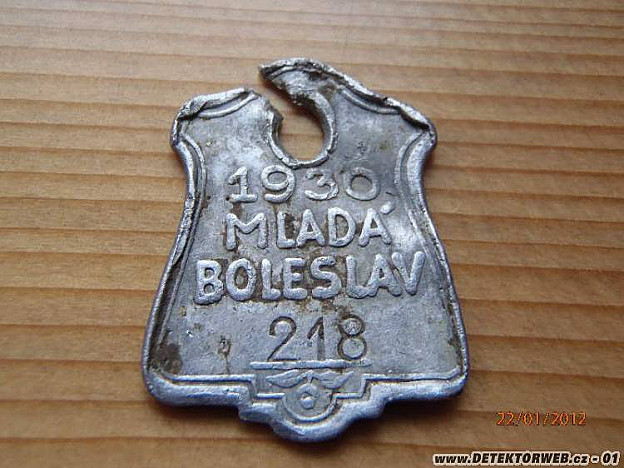 1930
MLADÁ
BOLESLAV
218
22/01/2012
www.DETEKTORWEB.cz - 01